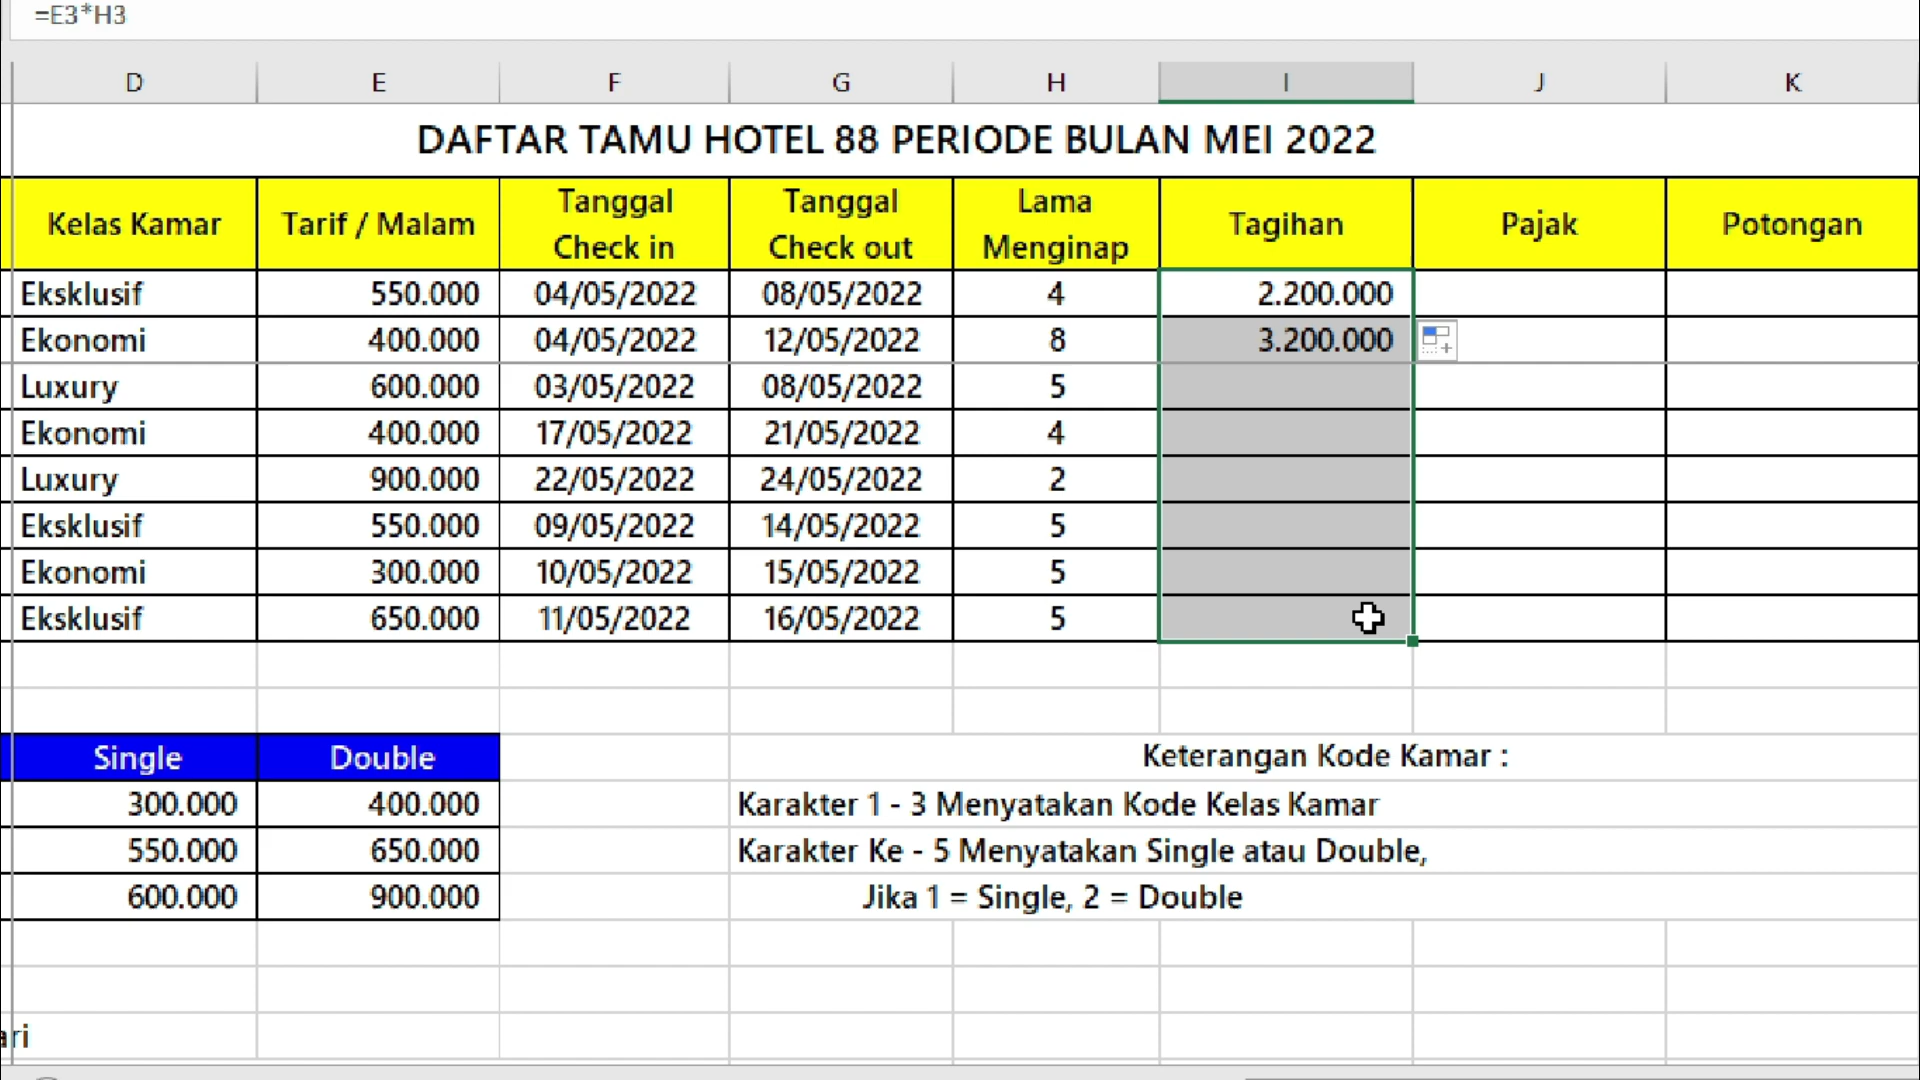 =E3*H3
D E F G H I J K
DAFTAR TAMU HOTEL 88 PERIODE BULAN MEI 2022
Kelas Kamar Tarif / Malam Tanggal Check in Tanggal Check out Lama Menginap Tagihan Pajak Potongan
Eksklusif 550.000 04/05/2022 08/05/2022 4 2.200.000
Ekonomi 400.000 04/05/2022 12/05/2022 8 3.200.000
Luxury 600.000 03/05/2022 08/05/2022 5
Ekonomi 400.000 17/05/2022 21/05/2022 4
Luxury 900.000 22/05/2022 24/05/2022 2
Eksklusif 550.000 09/05/2022 14/05/2022 5
Ekonomi 300.000 10/05/2022 15/05/2022 5
Eksklusif 650.000 11/05/2022 16/05/2022 5
Single Double
300.000 400.000
550.000 650.000
600.000 900.000
Keterangan Kode Kamar :
Karakter 1 - 3 Menyatakan Kode Kelas Kamar
Karakter Ke - 5 Menyatakan Single atau Double,
Jika 1 = Single, 2 = Double